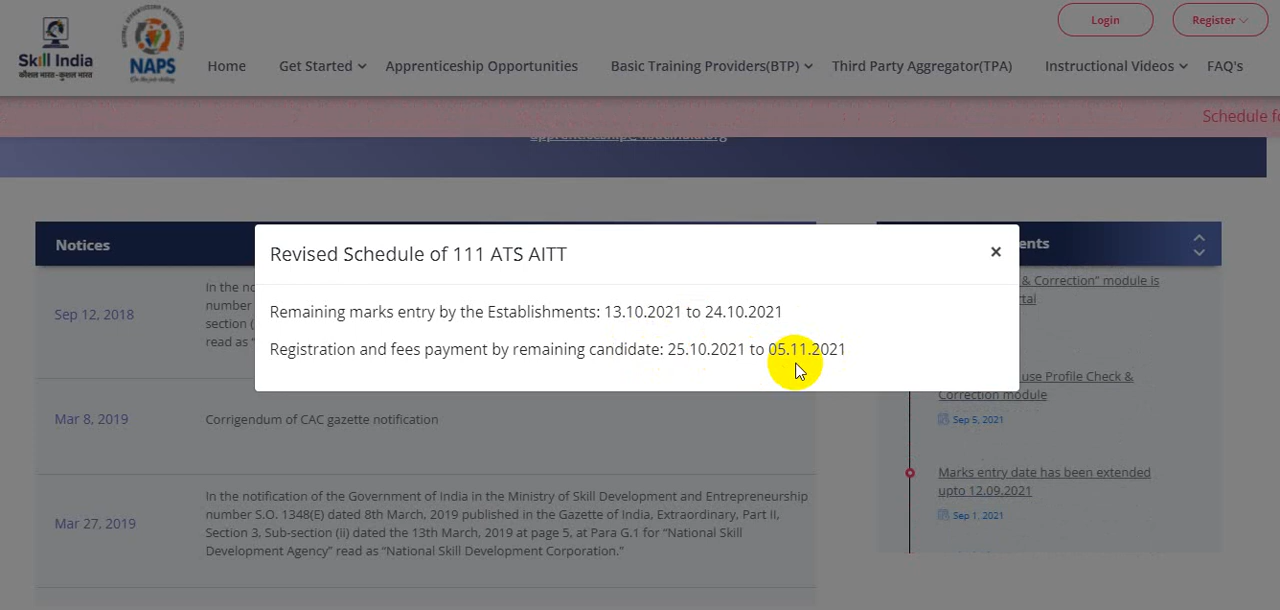 Login
Register
Skill India
कौशल भारत-कुशल भारत
NAPS
Home
Get Started
Apprenticeship Opportunities
Basic Training Providers(BTP)
Third Party Aggregator(TPA)
Instructional Videos
FAQ's
Schedule fo
Notices
ents
Revised Schedule of 111 ATS AITT
×
Remaining marks entry by the Establishments: 13.10.2021 to 24.10.2021
Registration and fees payment by remaining candidate: 25.10.2021 to 05.11.2021
Sep 12, 2018
In the no
number
section (
read as "
& Correction" module is
rtal
use Profile Check &
Correction module
Sep 5, 2021
Mar 8, 2019
Corrigendum of CAC gazette notification
Marks entry date has been extended
upto 12.09.2021
Sep 1, 2021
Mar 27, 2019
In the notification of the Government of India in the Ministry of Skill Development and Entrepreneurship
number S.O. 1348(E) dated 8th March, 2019 published in the Gazette of India, Extraordinary, Part II,
Section 3, Sub-section (ii) dated the 13th March, 2019 at page 5, at Para G.1 for "National Skill
Development Agency" read as "National Skill Development Corporation."